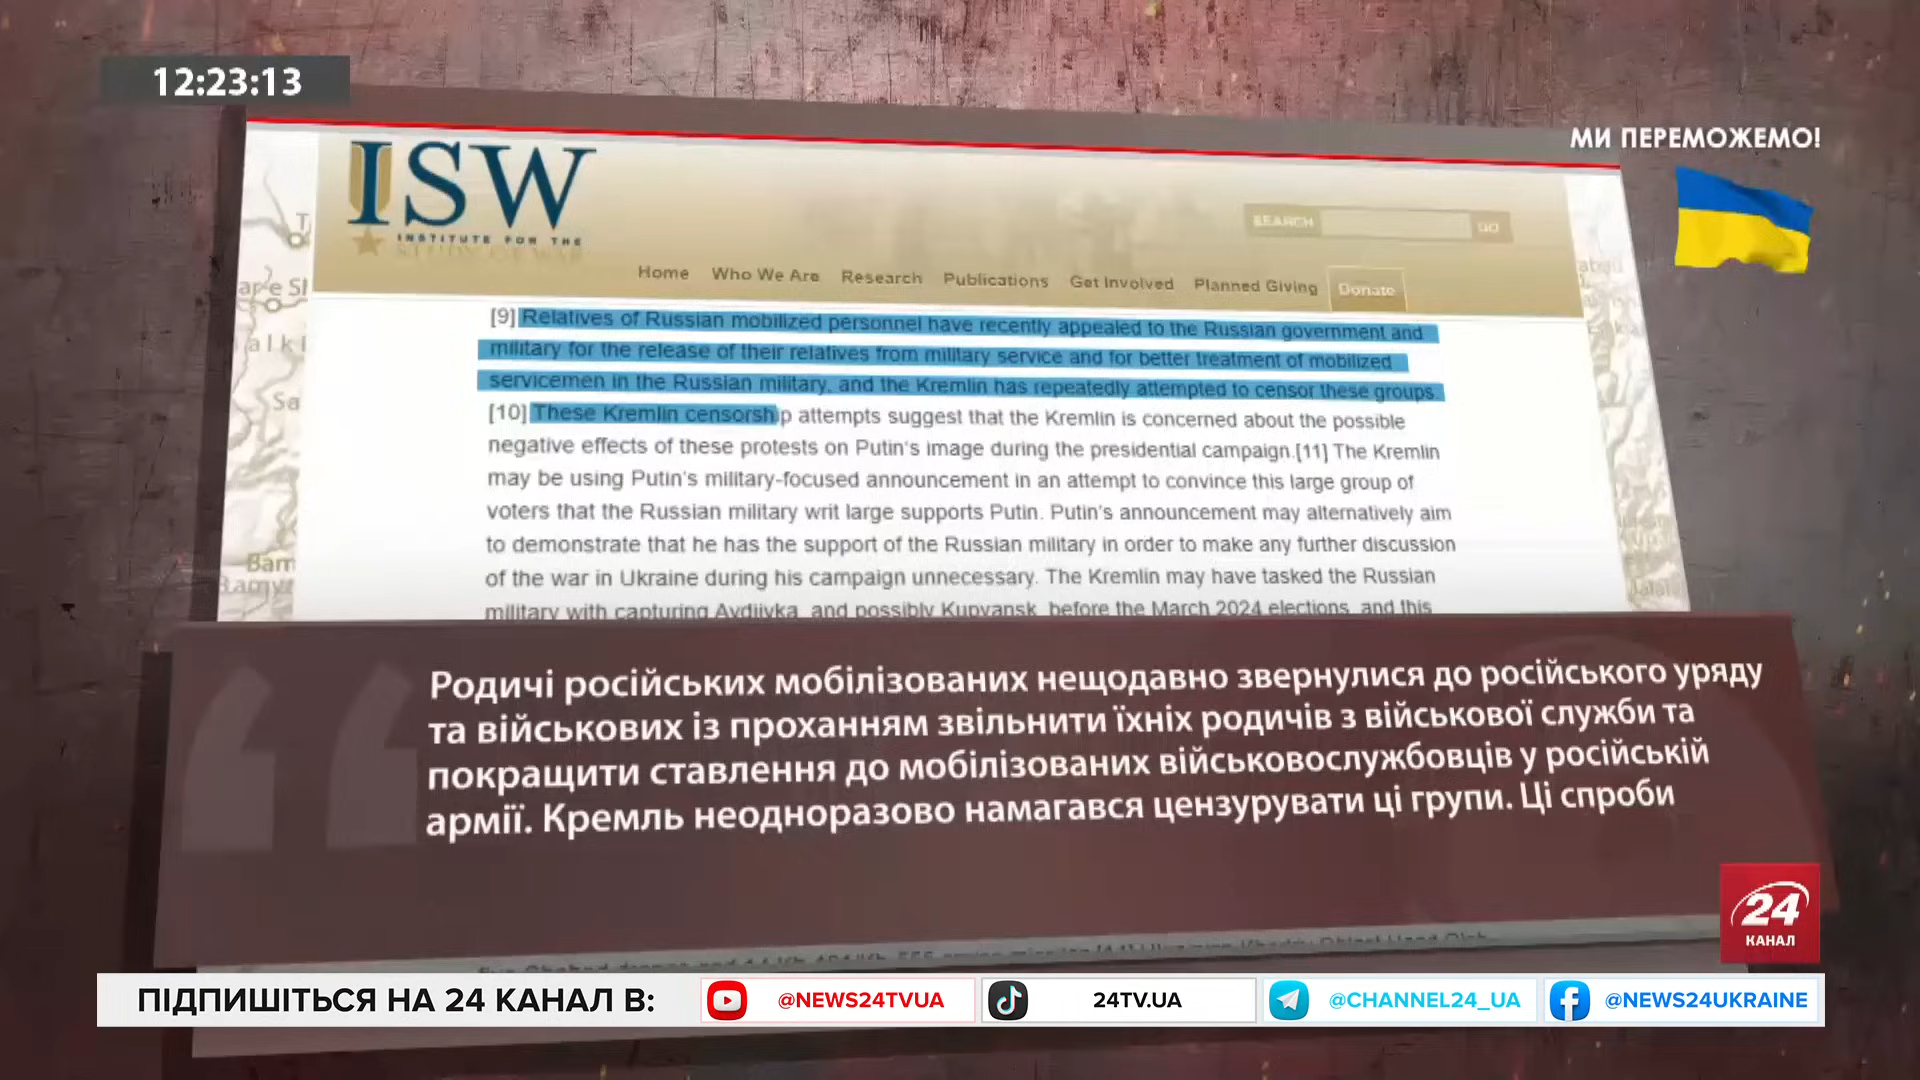 12:23:13
МИ ПЕРЕМОЖЕМО!
ISW
INSTITUTE FOR THE
STUDY OF WAR
SEARCH GO
Home Who We Are Research Publications Get Involved Planned Giving Donate
[9] Relatives of Russian mobilized personnel have recently appealed to the Russian government and
military for the release of their relatives from military service and for better treatment of mobilized
servicemen in the Russian military, and the Kremlin has repeatedly attempted to censor these groups.
[10] These Kremlin censorship attempts suggest that the Kremlin is concerned about the possible
negative effects of these protests on Putin's image during the presidential campaign.[11] The Kremlin
may be using Putin's military-focused announcement in an attempt to convince this large group of
voters that the Russian military writ large supports Putin. Putin's announcement may alternatively aim
to demonstrate that he has the support of the Russian military in order to make any further discussion
of the war in Ukraine during his campaign unnecessary. The Kremlin may have tasked the Russian
military with capturing Avdiivka, and possibly Kupyansk, before the March 2024 elections, and this
Родичі російських мобілізованих нещодавно звернулися до російського уряду
та військових із проханням звільнити їхніх родичів з військової служби та
покращити ставлення до мобілізованих військовослужбовців у російській
армії. Кремль неодноразово намагався цензурувати ці групи. Ці спроби
24
КАНАЛ
ПІДПИШІТЬСЯ НА 24 КАНАЛ В: @NEWS24TVUA 24TV.UA @CHANNEL24_UA @NEWS24UKRAINE